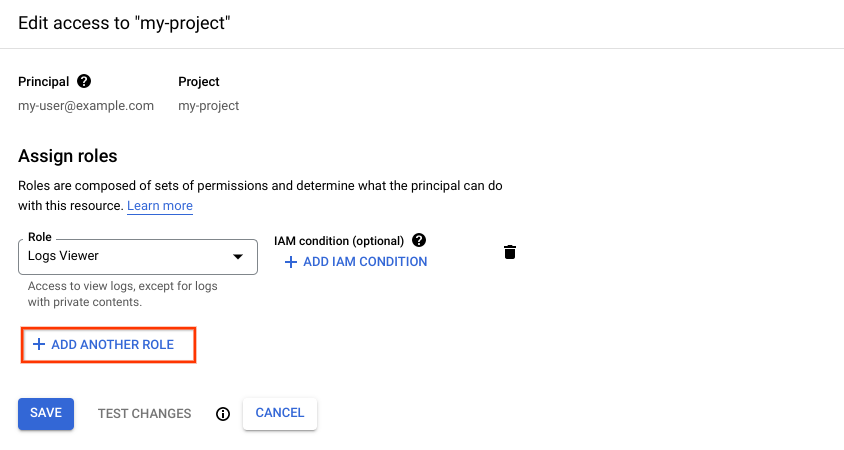 Edit access to "my-project"
Principal
Project
my-user@example.com
my-project
Assign roles
Roles are composed of sets of permissions and determine what the principal can do
with this resource. Learn more
Role
Logs Viewer
IAM condition (optional)
+ ADD IAM CONDITION
Access to view logs, except for logs
with private contents.
+ ADD ANOTHER ROLE
SAVE
TEST CHANGES
CANCEL